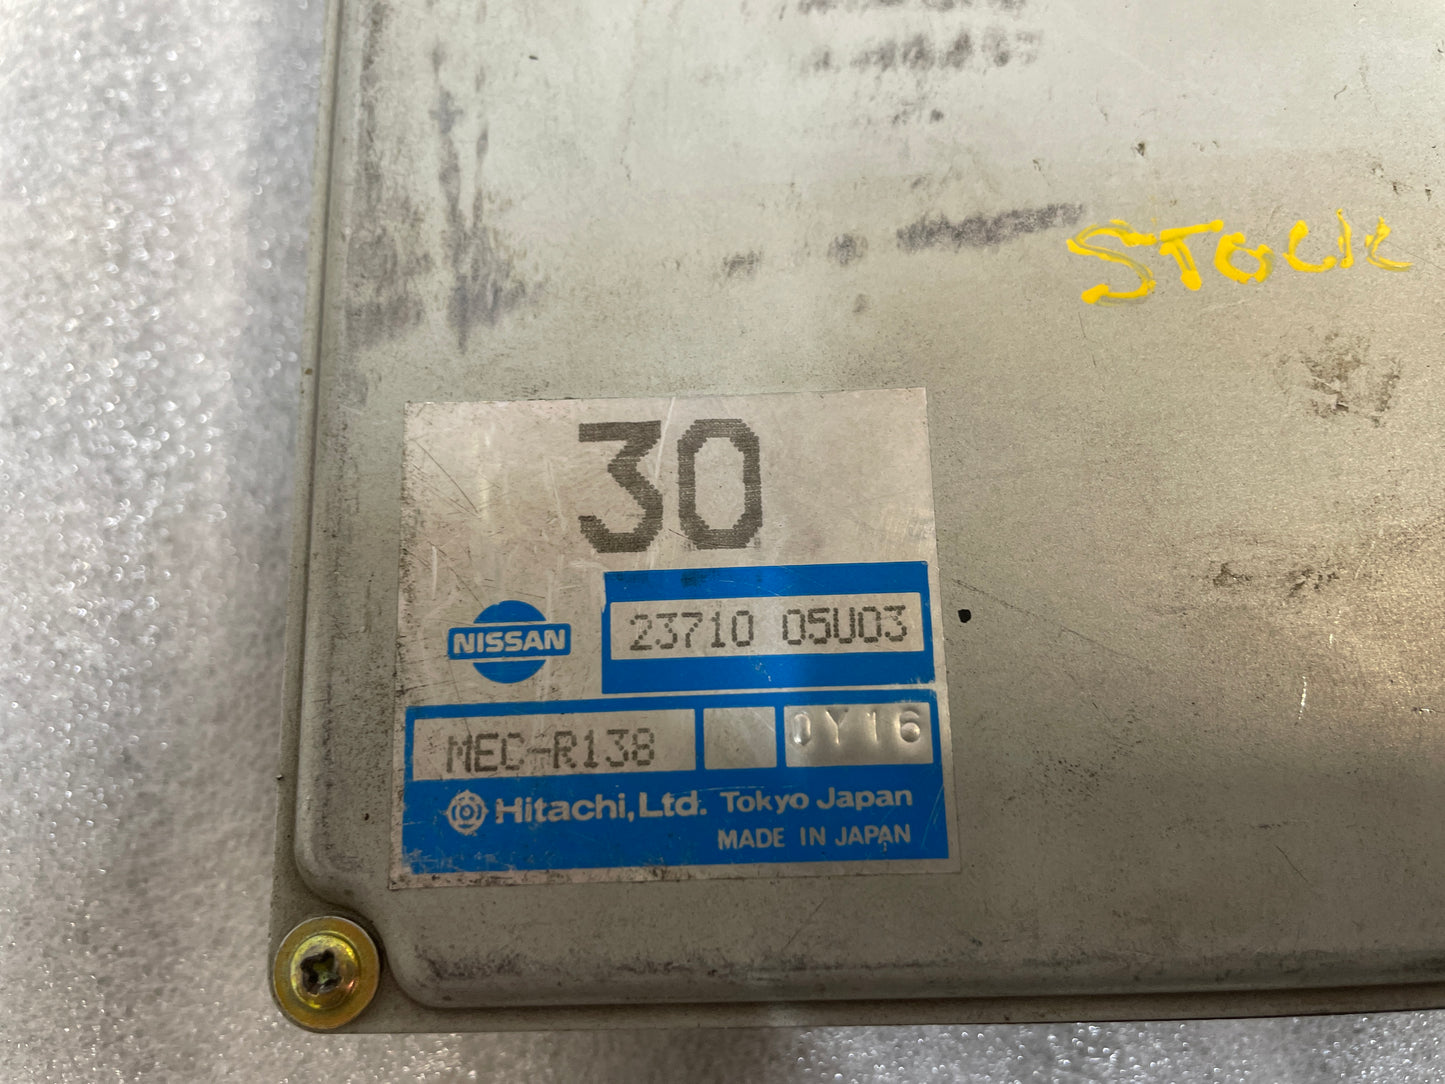 STOCK
30
NISSAN
23710 05U03
MEC-R138
0Y16
Hitachi, Ltd. Tokyo Japan
MADE IN JAPAN